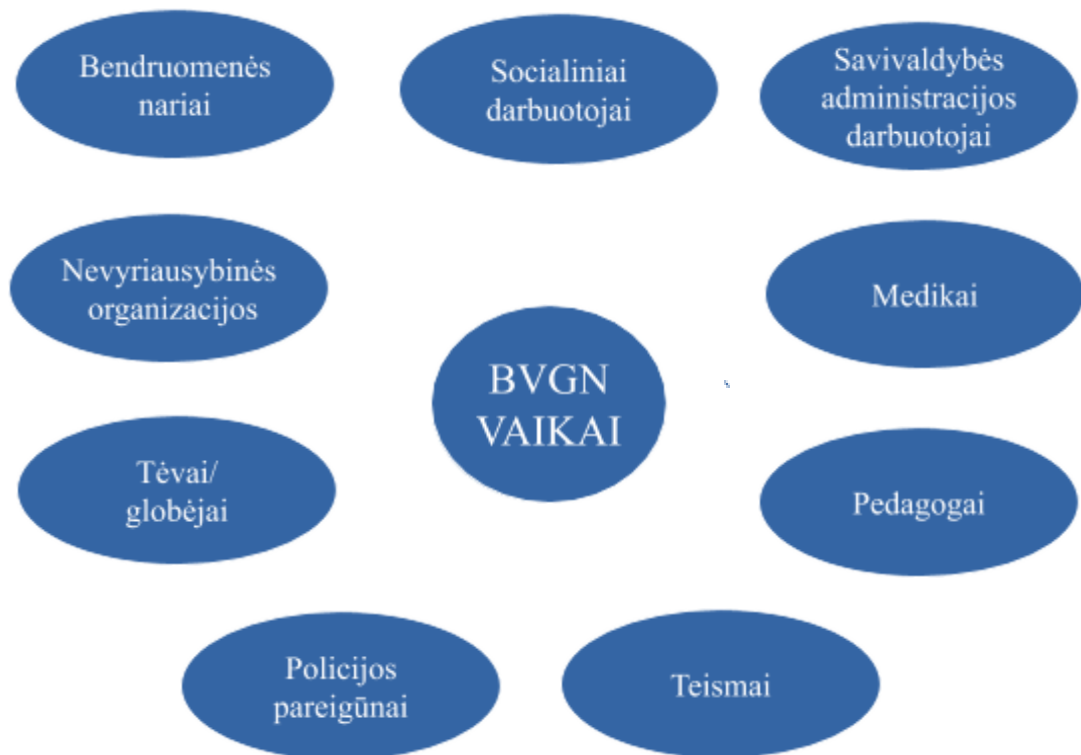 Bendruomenės
nariai
Socialiniai
darbuotojai
Savivaldybės
administracijos
darbuotojai
Nevyriausybinės
organizacijos
Medikai
BVGN
VAIKAI
Tėvai/
globėjai
Pedagogai
Policijos
pareigūnai
Teismai